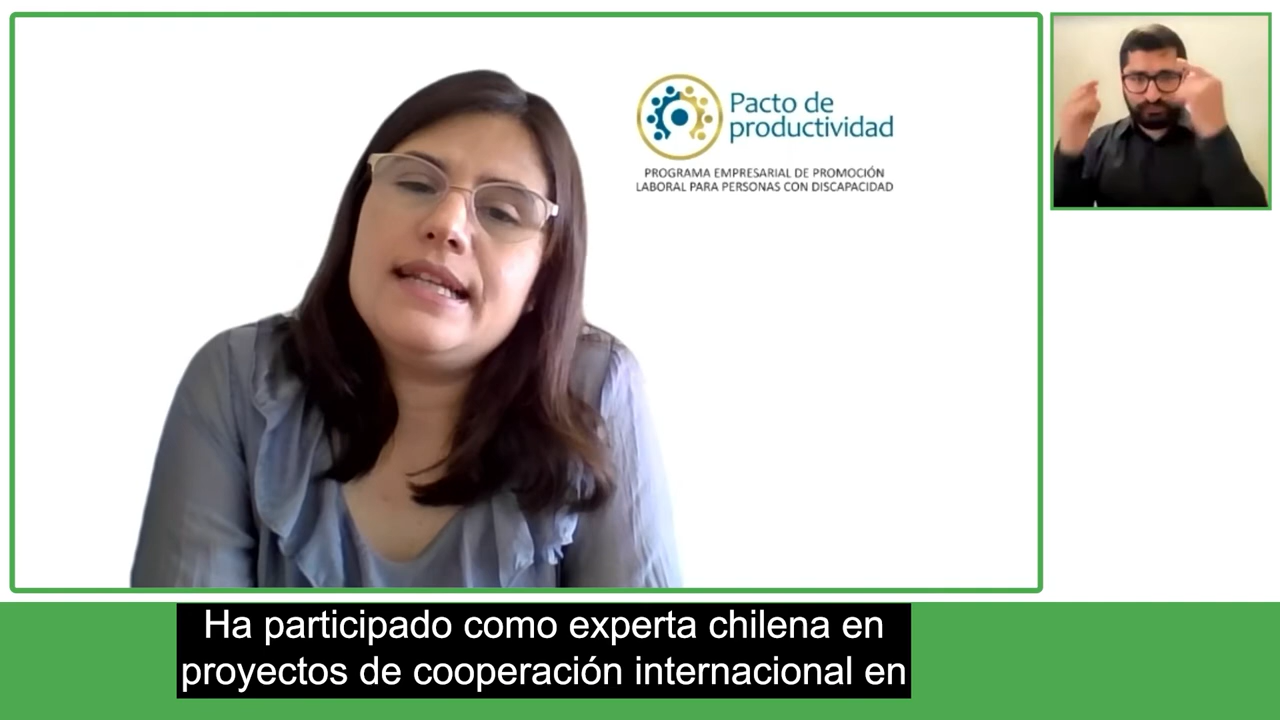 Pacto de
productividad
PROGRAMA EMPRESARIAL DE PROMOCIÓN
LABORAL PARA PERSONAS CON DISCAPACIDAD
Ha participado como experta chilena en
proyectos de cooperación internacional en